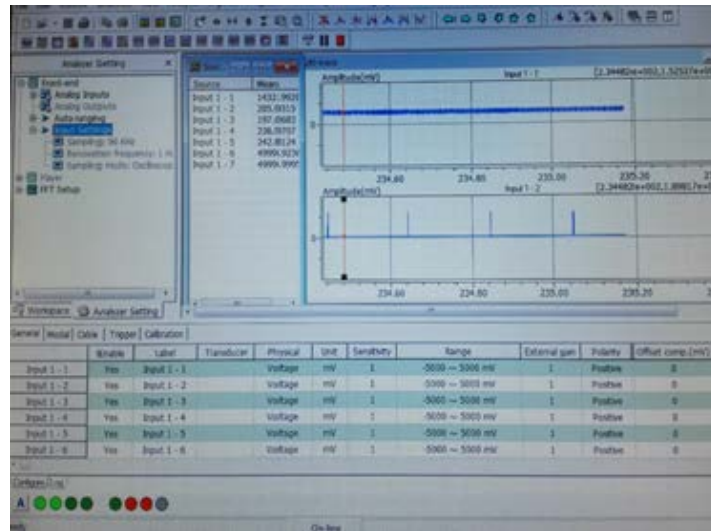 Analyzer Setting
Front-end
Analog Inputs
Analog Outputs
Auto-ranging
Input Settings
Player
FFT Setup
Workspace
Analyzer Setting
Source Mean
Input 1 - 1
Input 1 - 2
Input 1 - 3
Input 1 - 4
Input 1 - 5
Input 1 - 6
Input 1 - 7
Amplitude(mV)
Input 1 - 1
0
234.60 234.80 235.00 235.20
Amplitude(mV)
Input 1 - 2
0
234.60 234.80 235.00 235.20
General Modal Cable Trigger Calibration
Enable Label Transducer Physical Unit Sensitivity Range External gain Polarity Offset comp.(mV)
Input 1 - 1 Yes Input 1 - 1 Voltage mV 1 -5000 ~ 5000 mV 1 Positive 0
Input 1 - 2 Yes Input 1 - 2 Voltage mV 1 -5000 ~ 5000 mV 1 Positive 0
Input 1 - 3 Yes Input 1 - 3 Voltage mV 1 -5000 ~ 5000 mV 1 Positive 0
Input 1 - 4 Yes Input 1 - 4 Voltage mV 1 -5000 ~ 5000 mV 1 Positive 0
Input 1 - 5 Yes Input 1 - 5 Voltage mV 1 -5000 ~ 5000 mV 1 Positive 0
Input 1 - 6 Yes Input 1 - 6 Voltage mV 1 -5000 ~ 5000 mV 1 Positive 0
A
On-line